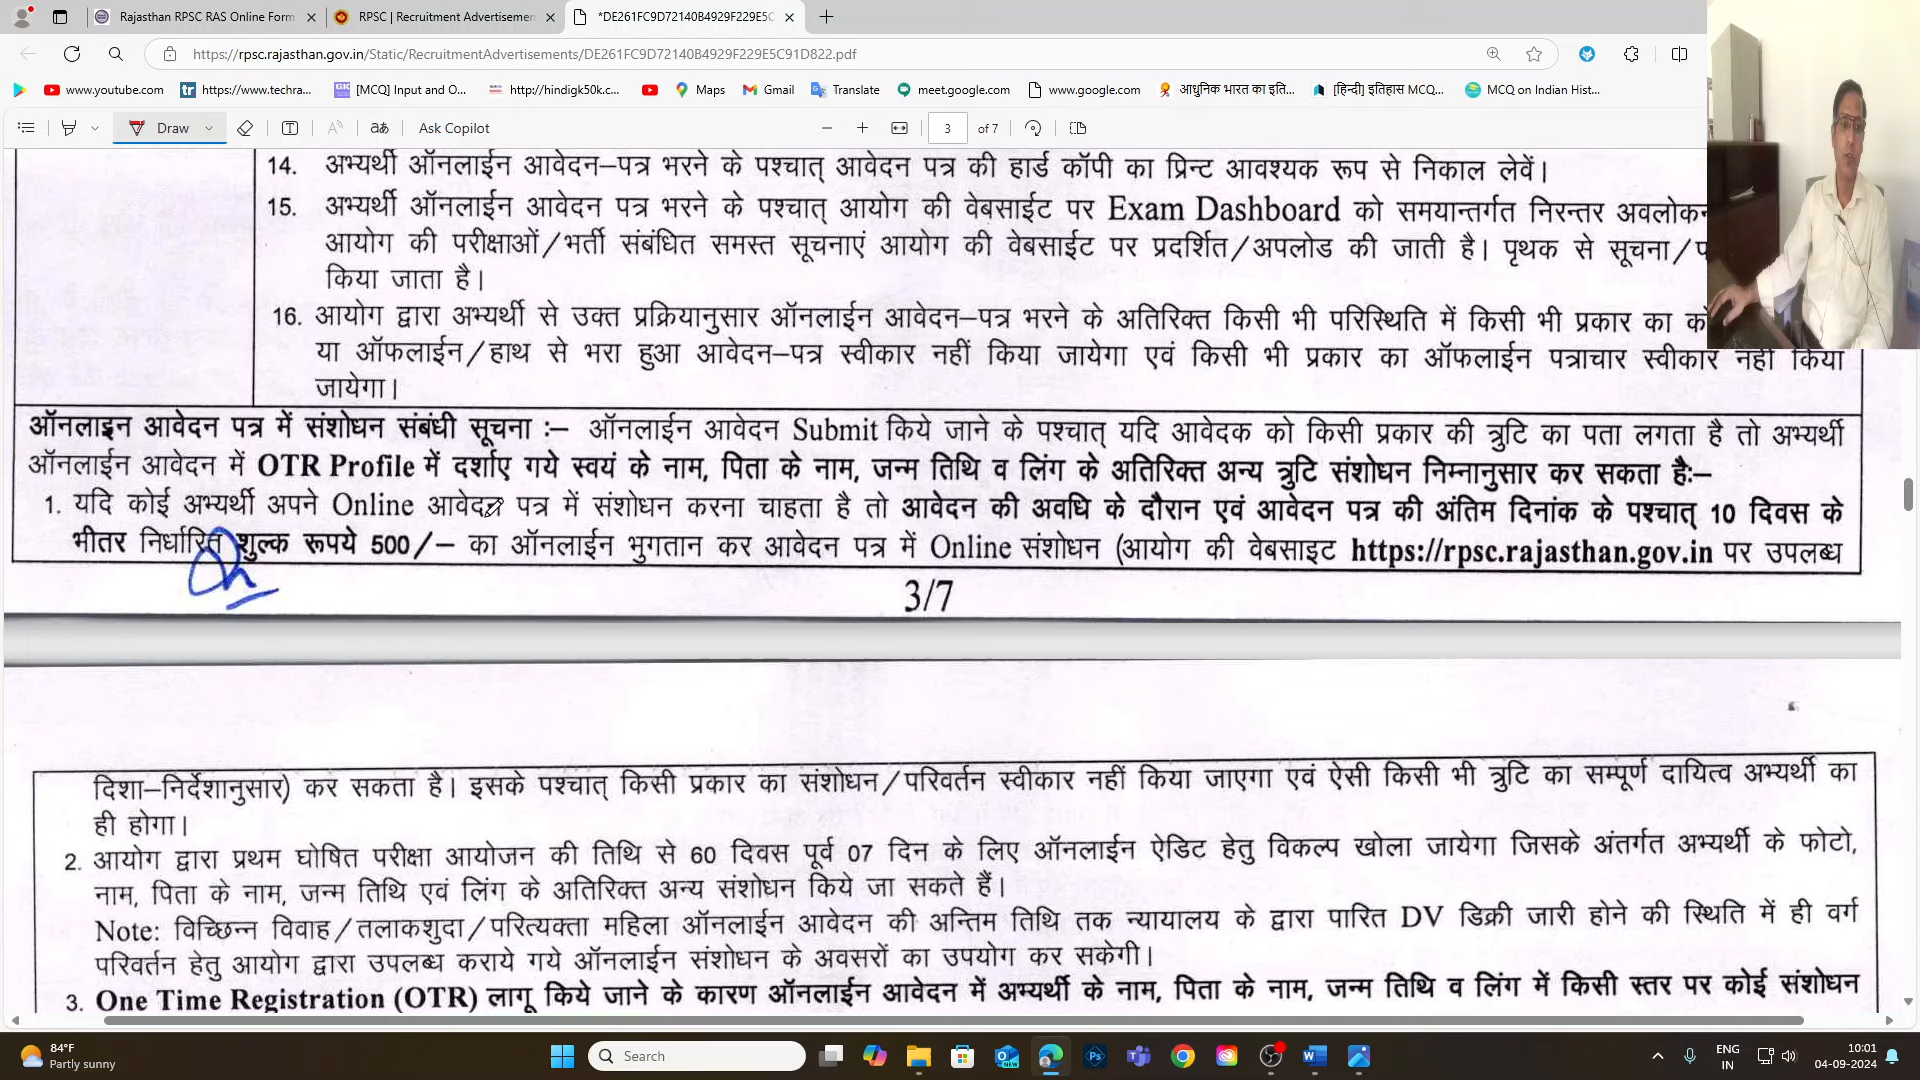 Rajasthan RPSC RAS Online Form
RPSC | Recruitment Advertisemen
*DE261FC9D72140B4929F229E5C
https://rpsc.rajasthan.gov.in/Static/RecruitmentAdvertisements/DE261FC9D72140B4929F229E5C91D822.pdf
www.youtube.com
https://www.techra...
[MCQ] Input and O...
http://hindigk50k.c...
Maps
Gmail
Translate
meet.google.com
www.google.com
आधुनिक भारत का इति...
[हिन्दी] इतिहास MCQ...
MCQ on Indian Hist...
Draw
Ask Copilot
3 of 7
14. अभ्यर्थी ऑनलाईन आवेदन–पत्र भरने के पश्चात् आवेदन पत्र की हार्ड कॉपी का प्रिन्ट आवश्यक रूप से निकाल लेवें।
15. अभ्यर्थी ऑनलाईन आवेदन पत्र भरने के पश्चात् आयोग की वेबसाईट पर Exam Dashboard को समयान्तर्गत निरन्तर अवलोकन
आयोग की परीक्षाओं/भर्ती संबंधित समस्त सूचनाएं आयोग की वेबसाईट पर प्रदर्शित/अपलोड की जाती है। पृथक से सूचना/प
किया जाता है।
16. आयोग द्वारा अभ्यर्थी से उक्त प्रक्रियानुसार ऑनलाईन आवेदन–पत्र भरने के अतिरिक्त किसी भी परिस्थिति में किसी भी प्रकार का को
या ऑफलाईन/हाथ से भरा हुआ आवेदन–पत्र स्वीकार नहीं किया जायेगा एवं किसी भी प्रकार का ऑफलाईन पत्राचार स्वीकार नहीं किया
जायेगा।
ऑनलाइन आवेदन पत्र में संशोधन संबंधी सूचना :– ऑनलाईन आवेदन Submit किये जाने के पश्चात् यदि आवेदक को किसी प्रकार की त्रुटि का पता लगता है तो अभ्यर्थी
ऑनलाईन आवेदन में OTR Profile में दर्शाए गये स्वयं के नाम, पिता के नाम, जन्म तिथि व लिंग के अतिरिक्त अन्य त्रुटि संशोधन निम्नानुसार कर सकता हैः–
1. यदि कोई अभ्यर्थी अपने Online आवेदन पत्र में संशोधन करना चाहता है तो आवेदन की अवधि के दौरान एवं आवेदन पत्र की अंतिम दिनांक के पश्चात् 10 दिवस के
भीतर निर्धारित शुल्क रूपये 500/– का ऑनलाईन भुगतान कर आवेदन पत्र में Online संशोधन (आयोग की वेबसाइट https://rpsc.rajasthan.gov.in पर उपलब्ध
3/7
दिशा–निर्देशानुसार) कर सकता है। इसके पश्चात् किसी प्रकार का संशोधन/परिवर्तन स्वीकार नहीं किया जाएगा एवं ऐसी किसी भी त्रुटि का सम्पूर्ण दायित्व अभ्यर्थी का
ही होगा।
2. आयोग द्वारा प्रथम घोषित परीक्षा आयोजन की तिथि से 60 दिवस पूर्व 07 दिन के लिए ऑनलाईन ऐडिट हेतु विकल्प खोला जायेगा जिसके अंतर्गत अभ्यर्थी के फोटो,
नाम, पिता के नाम, जन्म तिथि एवं लिंग के अतिरिक्त अन्य संशोधन किये जा सकते हैं।
Note: विच्छिन्न विवाह/तलाकशुदा/परित्यक्ता महिला ऑनलाईन आवेदन की अन्तिम तिथि तक न्यायालय के द्वारा पारित DV डिक्री जारी होने की स्थिति में ही वर्ग
परिवर्तन हेतु आयोग द्वारा उपलब्ध कराये गये ऑनलाईन संशोधन के अवसरों का उपयोग कर सकेगी।
3. One Time Registration (OTR) लागू किये जाने के कारण ऑनलाईन आवेदन में अभ्यर्थी के नाम, पिता के नाम, जन्म तिथि व लिंग में किसी स्तर पर कोई संशोधन
84°F
Partly sunny
Search
ENG
IN
10:01
04-09-2024